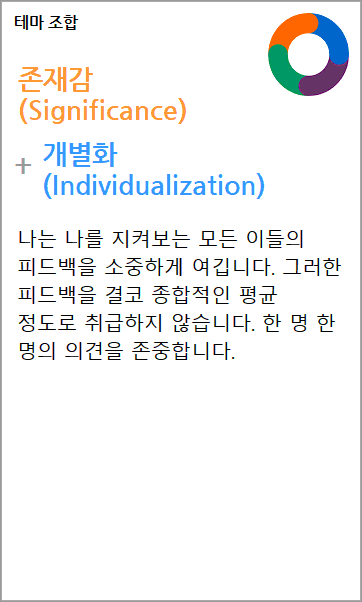 테마 조합
존재감
(Significance)
+ 개별화
(Individualization)
나는 나를 지켜보는 모든 이들의
피드백을 소중하게 여깁니다. 그러한
피드백을 결코 종합적인 평균
정도로 취급하지 않습니다. 한 명 한
명의 의견을 존중합니다.